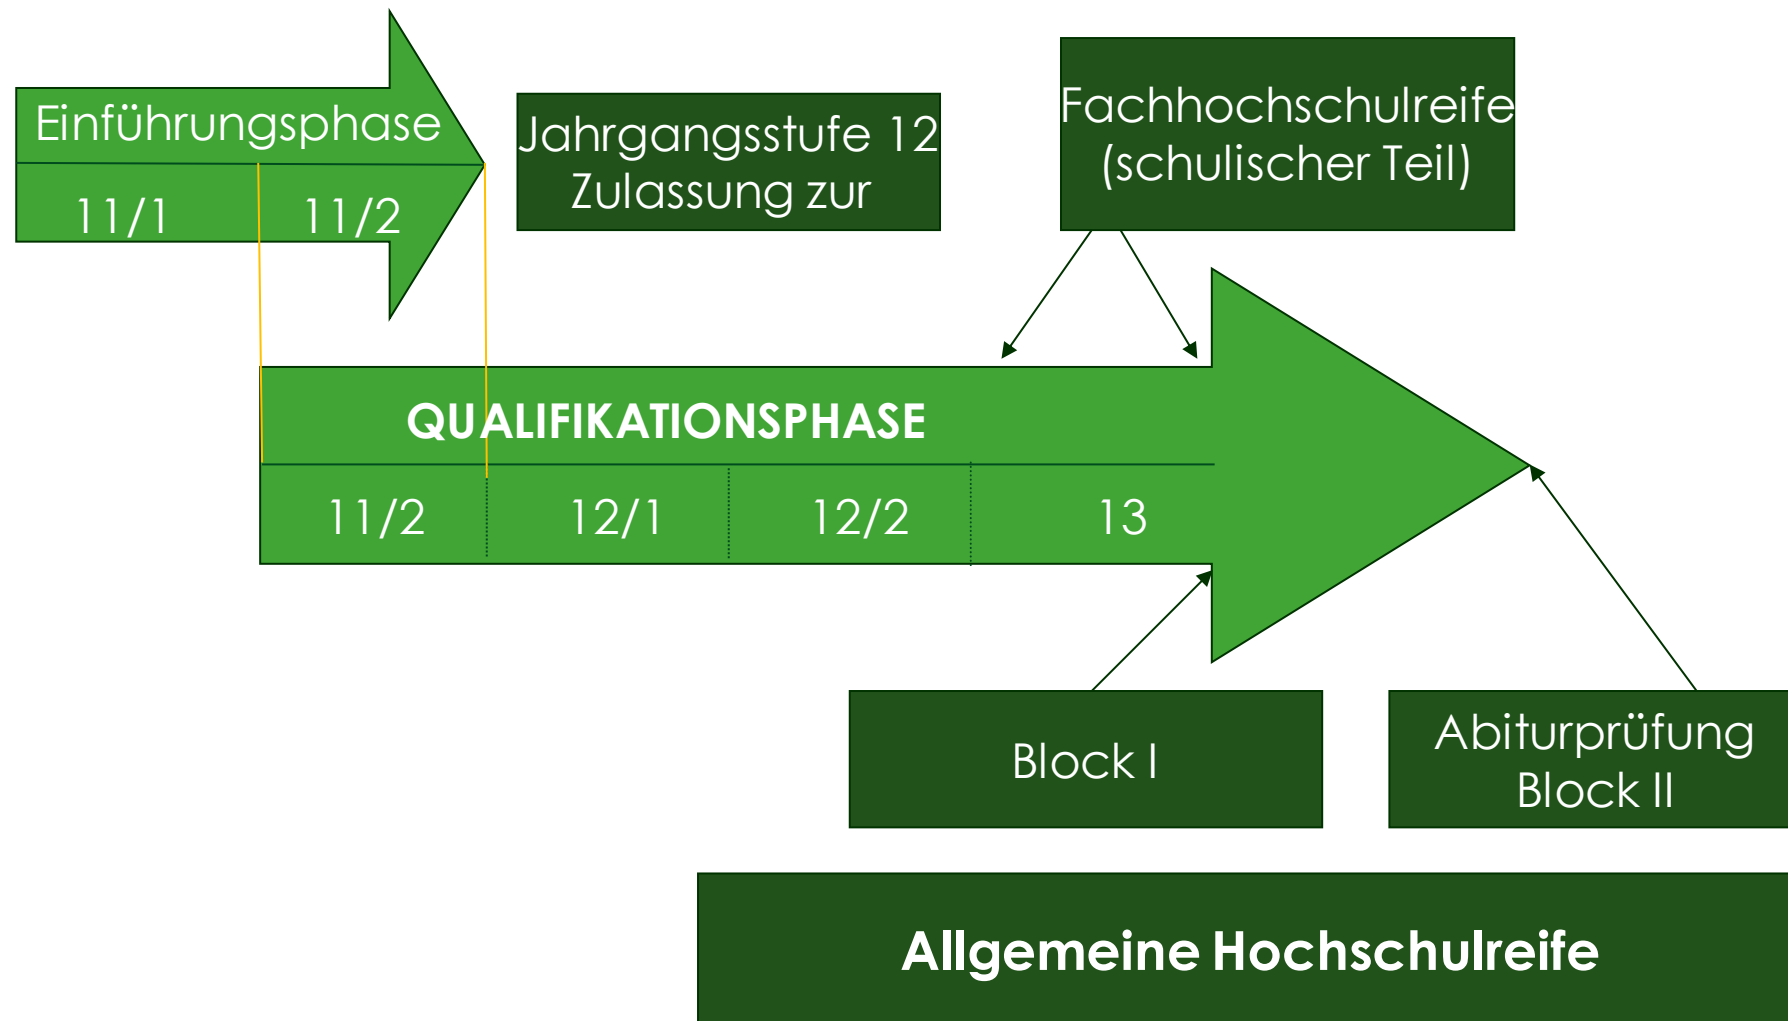 Einführungsphase
11/1 11/2
Jahrgangsstufe 12
Zulassung zur
Fachhochschulreife
(schulischer Teil)
QUALIFIKATIONSPHASE
11/2 12/1 12/2 13
Block I
Abiturprüfung
Block II
Allgemeine Hochschulreife